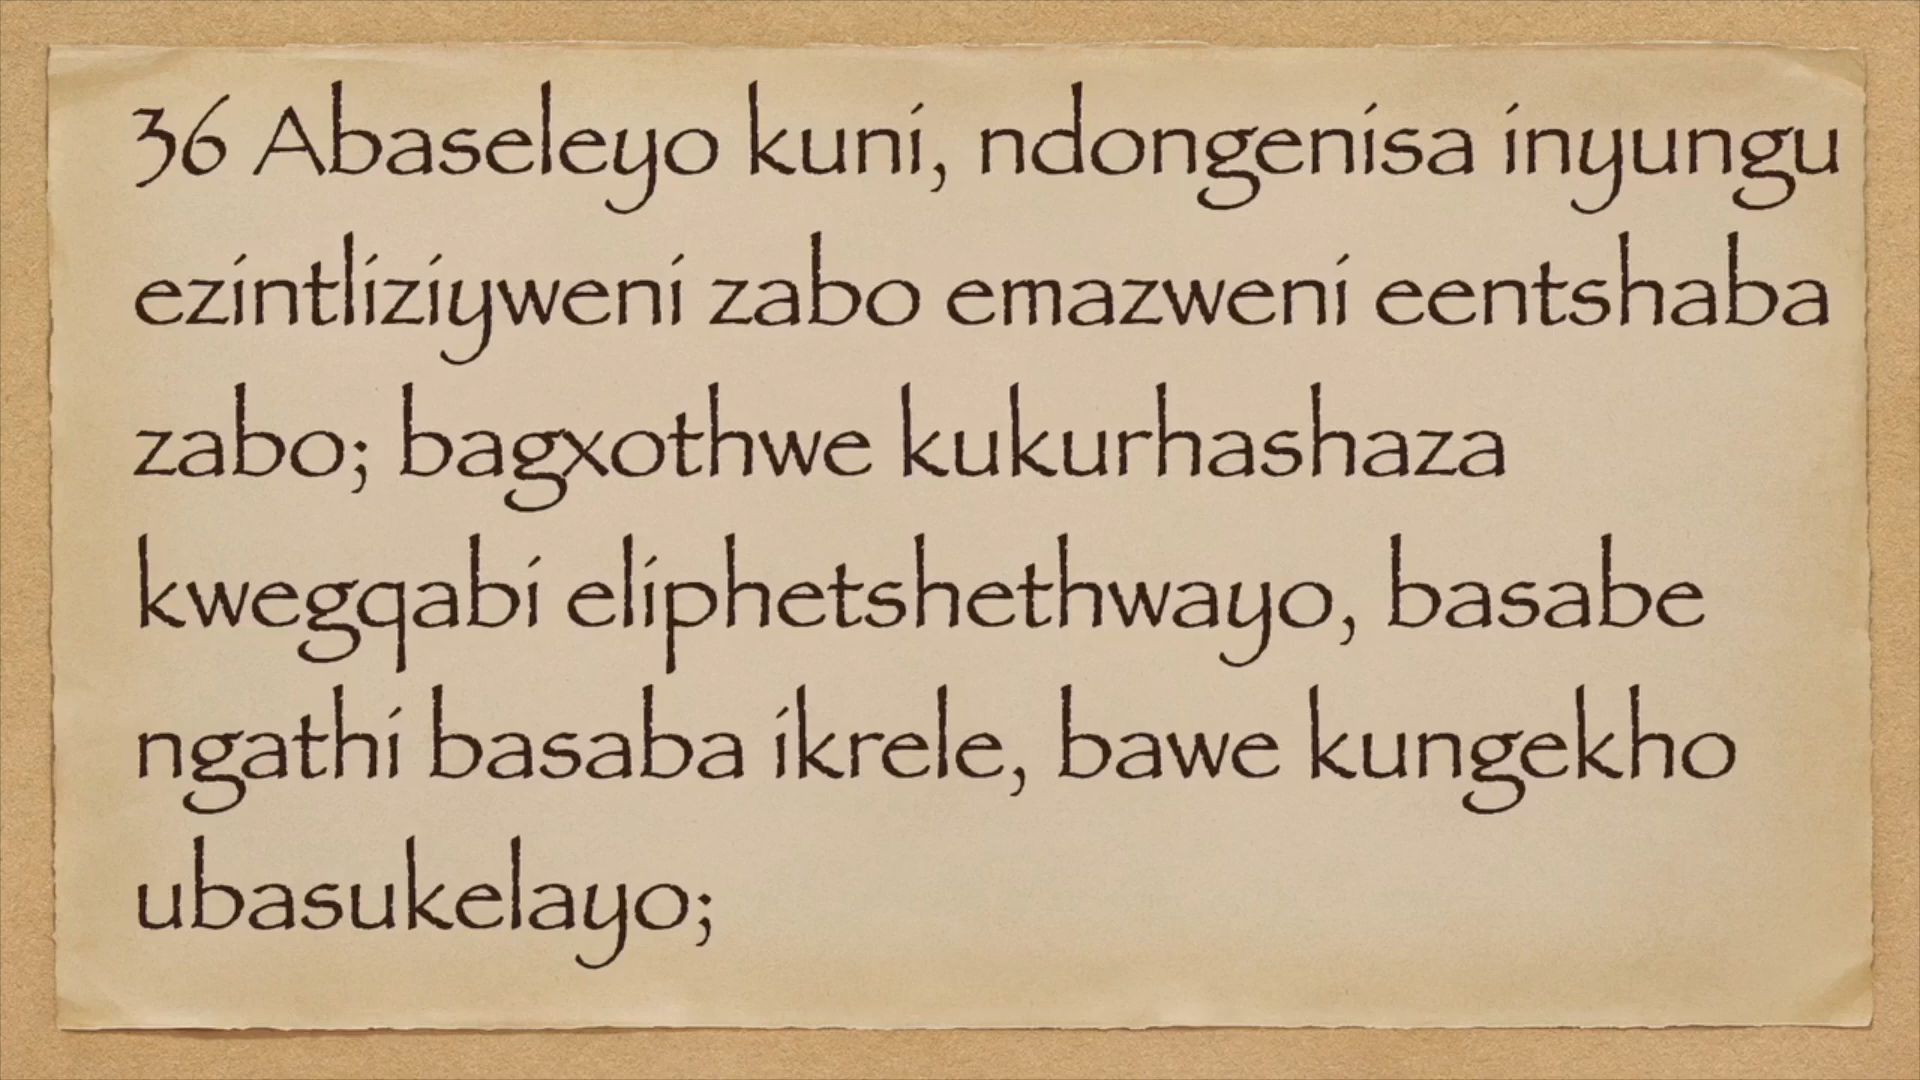 36 Abaseleyo kuni, ndongenisa inyungu
ezintliziyweni zabo emazweni eentshaba
zabo; bagxothwe kukurhashaza
kwegqabi eliphetshethwayo, basabe
ngathi basaba ikrele, bawe kungekho
ubasukelayo;